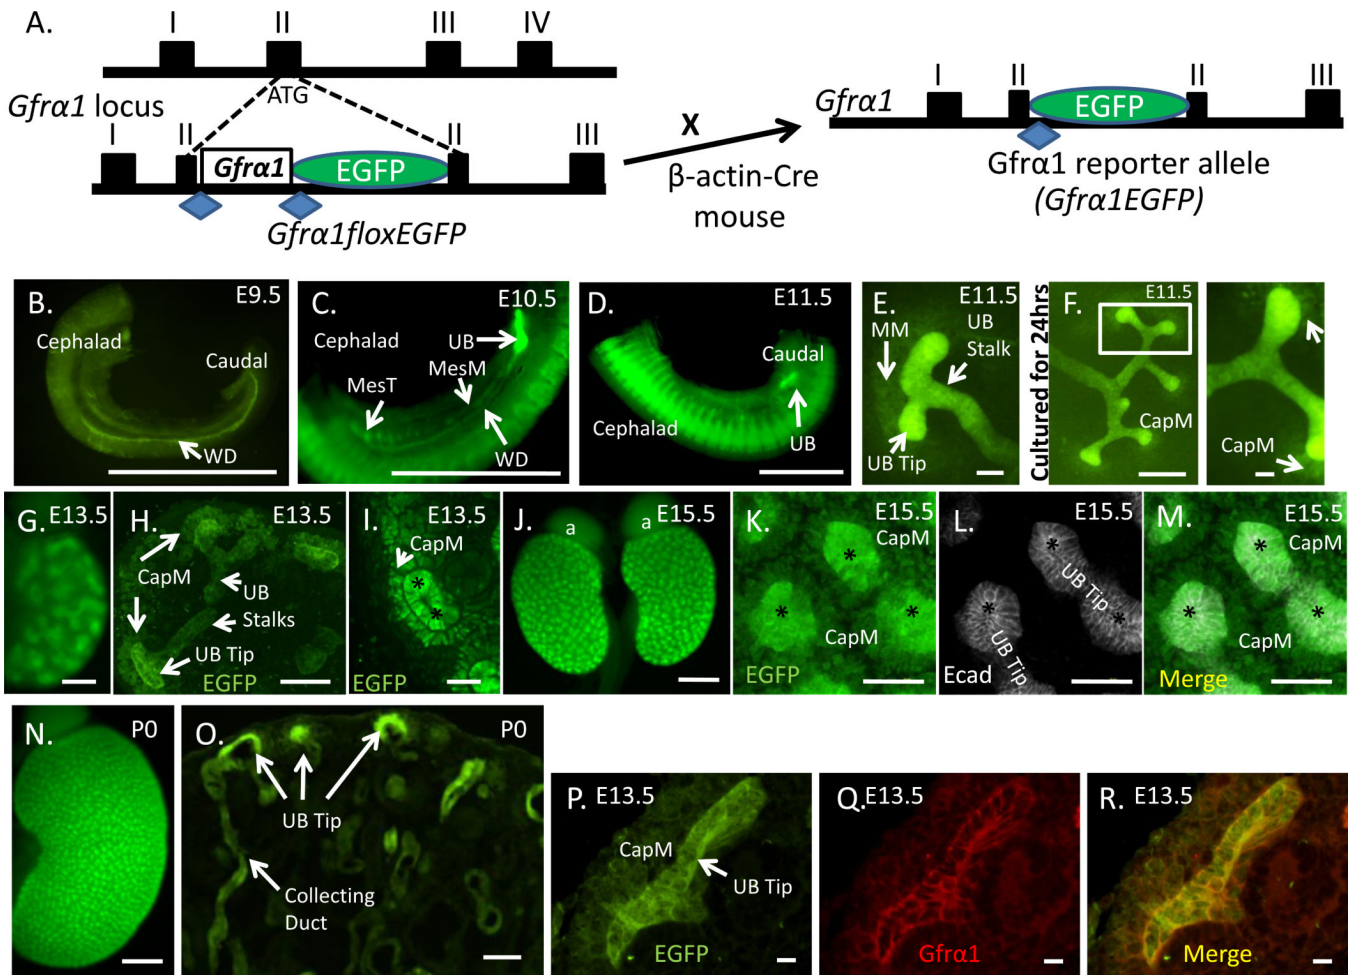 A.
I II III IV
ATG
Gfrα1 locus
I II II III
Gfrα1 EGFP
Gfrα1floxEGFP
X
β-actin-Cre
mouse
Gfrα1
I II II III
EGFP
Gfrα1 reporter allele
(Gfrα1EGFP)
B. E9.5
Cephalad
Caudal
WD
C. E10.5
Cephalad
UB
MesM
MesT
WD
D. E11.5
Caudal
Cephalad
UB
E. E11.5
MM UB
Stalk
UB Tip
Cultured for 24hrs
F. E11.5
CapM
CapM
G. E13.5
H. E13.5
CapM
UB
Stalks
UB Tip
EGFP
I. E13.5
CapM
*
*
EGFP
J. E15.5
a a
K. E15.5
CapM
*
* *
CapM
EGFP
L. E15.5
*
UB Tip
* *
UB Tip
Ecad
M. E15.5
CapM
*
* *
CapM
Merge
N. P0
O. P0
UB Tip
Collecting
Duct
P. E13.5
CapM
UB Tip
EGFP
Q. E13.5
Gfrα1
R. E13.5
Merge